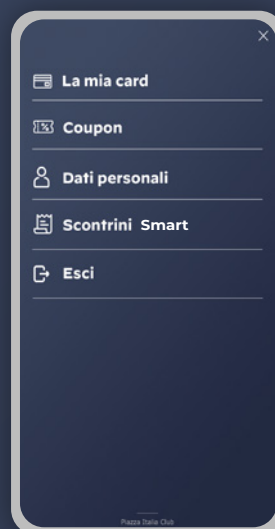 La mia card
Coupon
Dati personali
Scontrini Smart
Esci
Piazza Italia Club